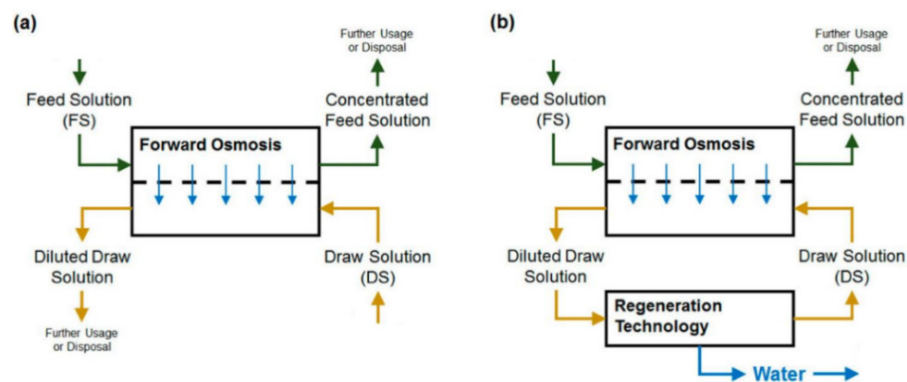 (a)
Further Usage
or Disposal
Feed Solution
(FS)
Concentrated
Feed Solution
Forward Osmosis
Diluted Draw
Solution
Draw Solution
(DS)
Further Usage
or Disposal
(b)
Further Usage
or Disposal
Feed Solution
(FS)
Concentrated
Feed Solution
Forward Osmosis
Diluted Draw
Solution
Draw Solution
(DS)
Regeneration
Technology
Water